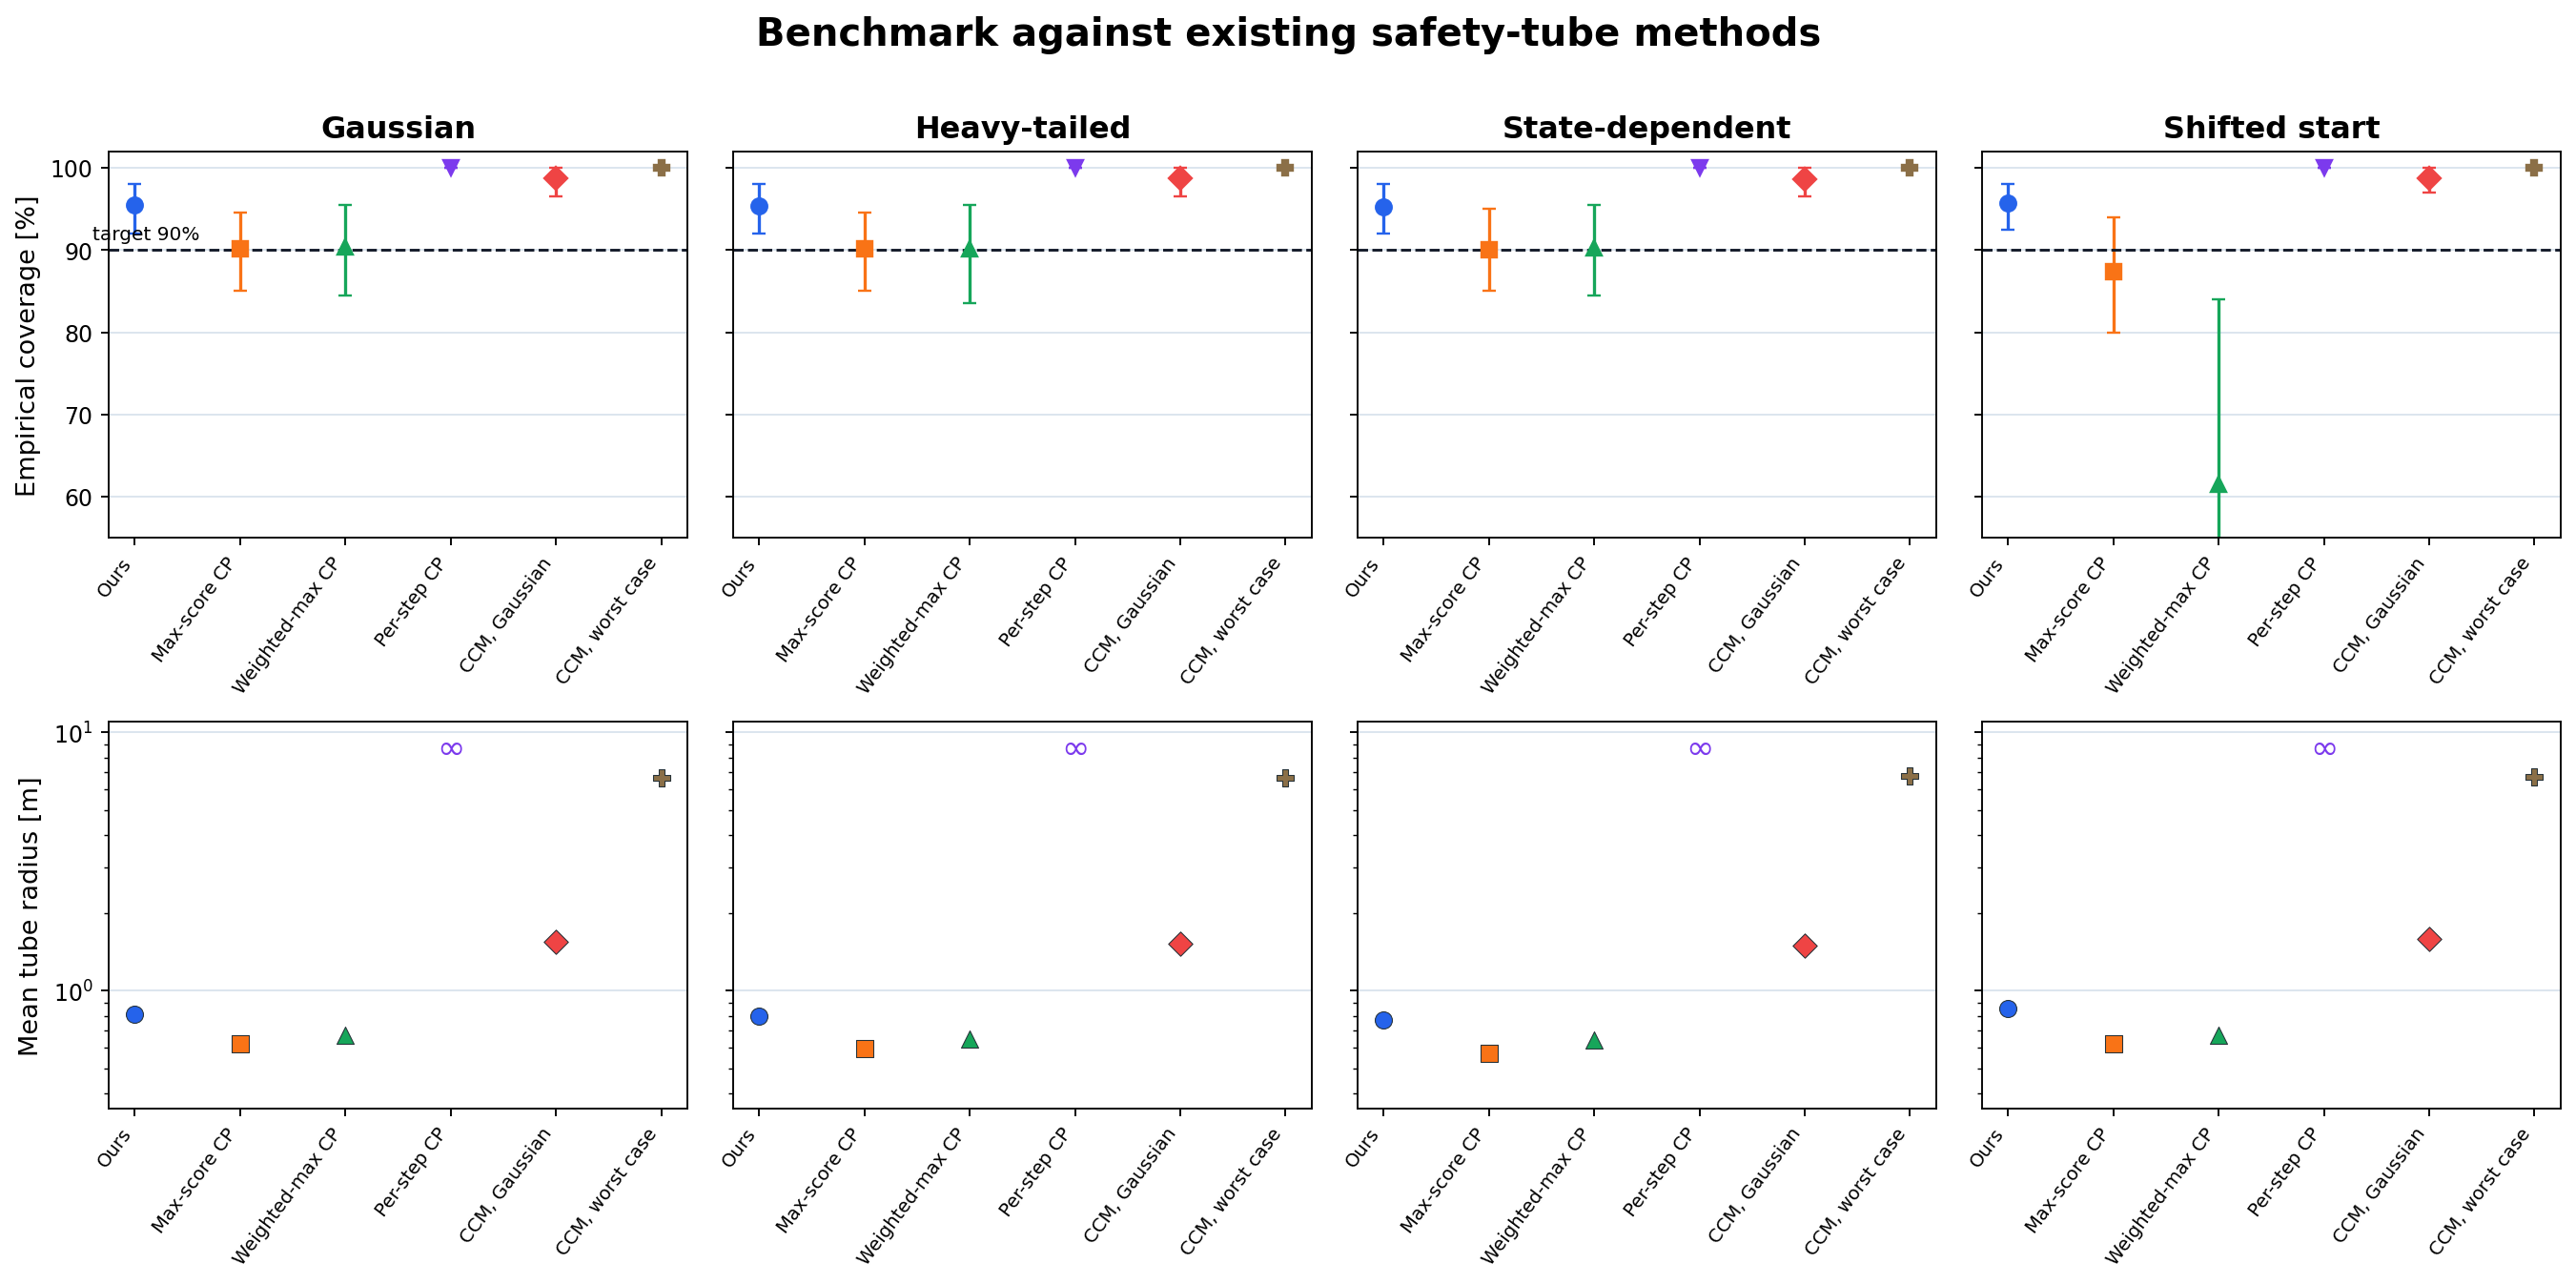 Benchmark against existing safety-tube methods
Gaussian
Heavy-tailed
State-dependent
Shifted start
Empirical coverage [%]
100
90
80
70
60
target 90%
Ours
Max-score CP
Weighted-max CP
Per-step CP
CCM, Gaussian
CCM, worst case
Ours
Max-score CP
Weighted-max CP
Per-step CP
CCM, Gaussian
CCM, worst case
Ours
Max-score CP
Weighted-max CP
Per-step CP
CCM, Gaussian
CCM, worst case
Ours
Max-score CP
Weighted-max CP
Per-step CP
CCM, Gaussian
CCM, worst case
Mean tube radius [m]
10¹
10⁰
∞
∞
∞
∞
Ours
Max-score CP
Weighted-max CP
Per-step CP
CCM, Gaussian
CCM, worst case
Ours
Max-score CP
Weighted-max CP
Per-step CP
CCM, Gaussian
CCM, worst case
Ours
Max-score CP
Weighted-max CP
Per-step CP
CCM, Gaussian
CCM, worst case
Ours
Max-score CP
Weighted-max CP
Per-step CP
CCM, Gaussian
CCM, worst case